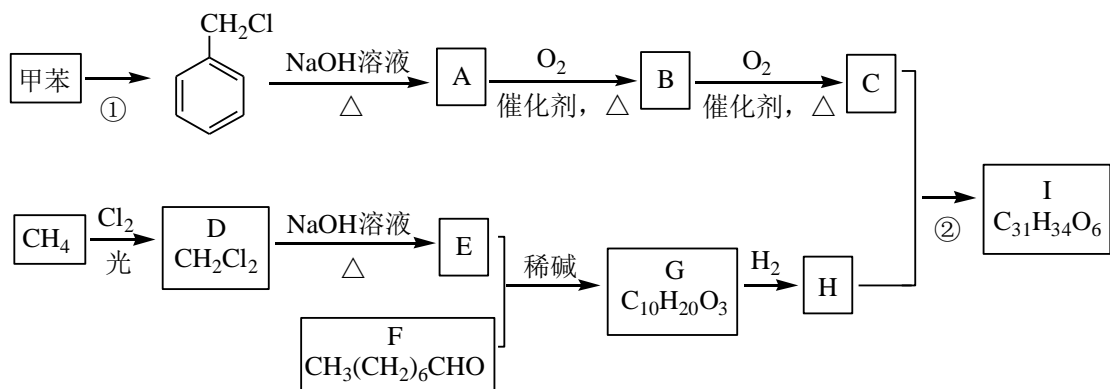 CH₂Cl
甲苯 ① NaOH溶液 △ A O₂ 催化剂，△ B O₂ 催化剂，△ C
CH₄ Cl₂ 光 D CH₂Cl₂ NaOH溶液 △ E 稀碱 G C₁₀H₂₀O₃ H₂ H ② I C₃₁H₃₄O₆
F
CH₃(CH₂)₆CHO